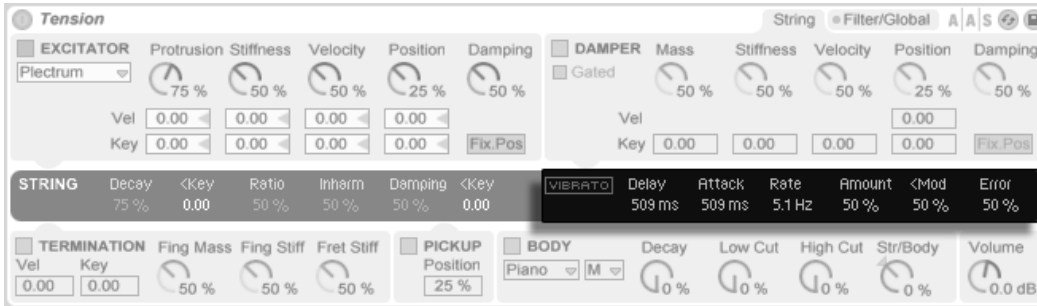 Tension String Filter/Global A A S
EXCITATOR Protrusion Stiffness Velocity Position Damping
Plectrum 75 % 50 % 50 % 25 % 50 %
Vel 0.00 0.00 0.00 0.00
Key 0.00 0.00 0.00 0.00 Fix.Pos
DAMPER Mass Stiffness Velocity Position Damping
Gated 50 % 50 % 50 % 25 % 50 %
Vel 0.00
Key 0.00 0.00 0.00 0.00 Fix.Pos
STRING Decay <Key Ratio Inharm Damping <Key
75 % 0.00 50 % 50 % 50 % 0.00
VIBRATO Delay Attack Rate Amount <Mod Error
509 ms 509 ms 5.1 Hz 50 % 50 % 50 %
TERMINATION Fing Mass Fing Stiff Fret Stiff
Vel Key
0.00 0.00 50 % 50 % 50 %
PICKUP
Position
25 %
BODY Decay Low Cut High Cut Str/Body
Piano M 0 % 0 % 0 % 0 %
Volume
0.0 dB